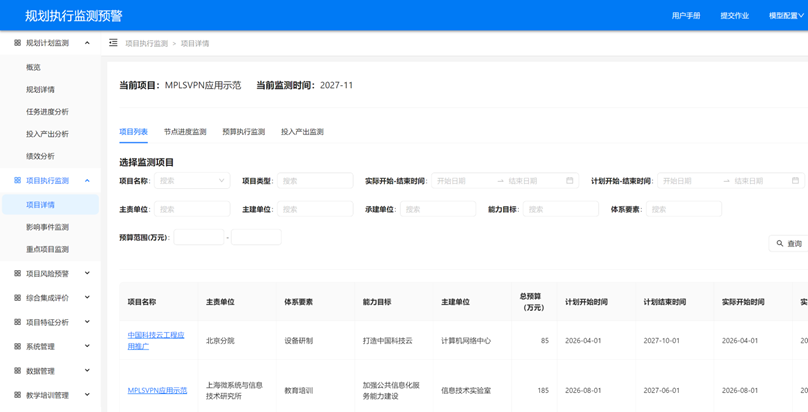 规划执行监测预警
用户手册 提交作业 模型配置
规划计划监测
项目执行监测 > 项目详情
概览
规划详情
任务进度分析
投入产出分析
绩效分析
项目执行监测
项目详情
影响事件监测
重点项目监测
项目风险预警
综合集成评价
项目特征分析
系统管理
数据管理
教学培训管理
当前项目：MPLSVPN应用示范 当前监测时间：2027-11
项目列表 节点进度监测 预算执行监测 投入产出监测
选择监测项目
项目名称: 搜索 项目类型: 搜索 实际开始-结束时间: 开始日期 → 结束日期 计划开始-结束时间: 开始日期 → 结束日期
主责单位: 搜索 主建单位: 搜索 承建单位: 搜索 能力目标: 搜索 体系要素: 搜索
预算范围(万元): -
查询
项目名称 主责单位 体系要素 能力目标 主建单位 总预算（万元） 计划开始时间 计划结束时间 实际开始时间 实
中国科技云工程应用推广 北京分院 设备研制 打造中国科技云 计算机网络中心 85 2026-04-01 2027-10-01 2026-04-01 20
MPLSVPN应用示范 上海微系统与信息技术研究所 教育培训 加强公共信息化服务能力建设 信息技术实验室 185 2026-08-01 2027-06-01 2026-08-01 20